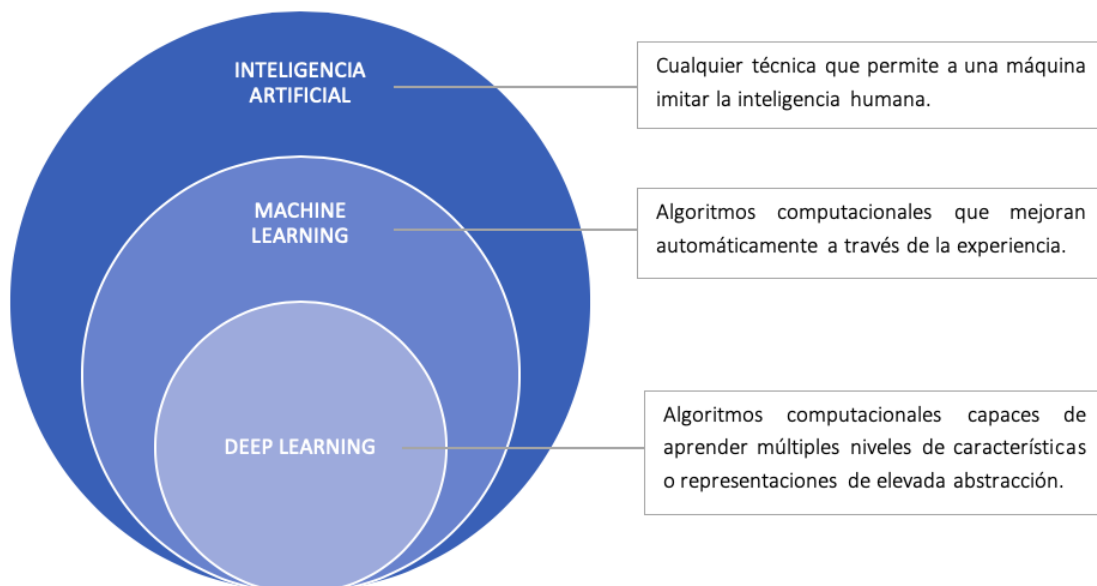 INTELIGENCIA
ARTIFICIAL
Cualquier técnica que permite a una máquina
imitar la inteligencia humana.
MACHINE
LEARNING
Algoritmos computacionales que mejoran
automáticamente a través de la experiencia.
DEEP LEARNING
Algoritmos computacionales capaces de
aprender múltiples niveles de características
o representaciones de elevada abstracción.